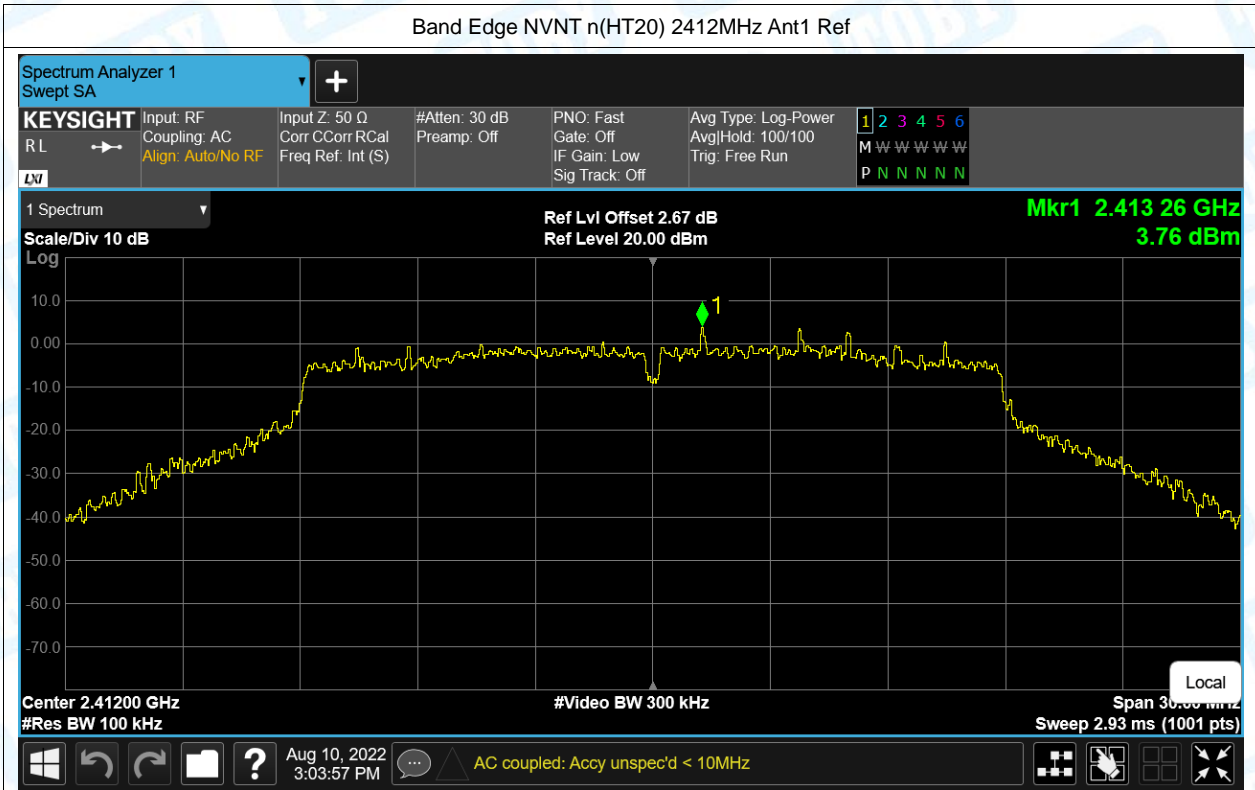 Band Edge NVNT n(HT20) 2412MHz Ant1 Ref
Spectrum Analyzer 1
Swept SA
KEYSIGHT
RL
LXI
Input: RF
Coupling: AC
Align: Auto/No RF
Input Z: 50 Ω
Corr CCorr RCal
Freq Ref: Int (S)
#Atten: 30 dB
Preamp: Off
PNO: Fast
Gate: Off
IF Gain: Low
Sig Track: Off
Avg Type: Log-Power
Avg|Hold: 100/100
Trig: Free Run
1 2 3 4 5 6
M W W W W W
P N N N N N
1 Spectrum
Scale/Div 10 dB
Ref Lvl Offset 2.67 dB
Ref Level 20.00 dBm
Mkr1 2.413 26 GHz
3.76 dBm
Log
10.0
0.00
-10.0
-20.0
-30.0
-40.0
-50.0
-60.0
-70.0
1
Center 2.41200 GHz
#Res BW 100 kHz
#Video BW 300 kHz
Local
Span 30.00 MHz
Sweep 2.93 ms (1001 pts)
?
Aug 10, 2022
3:03:57 PM
AC coupled: Accy unspec'd < 10MHz